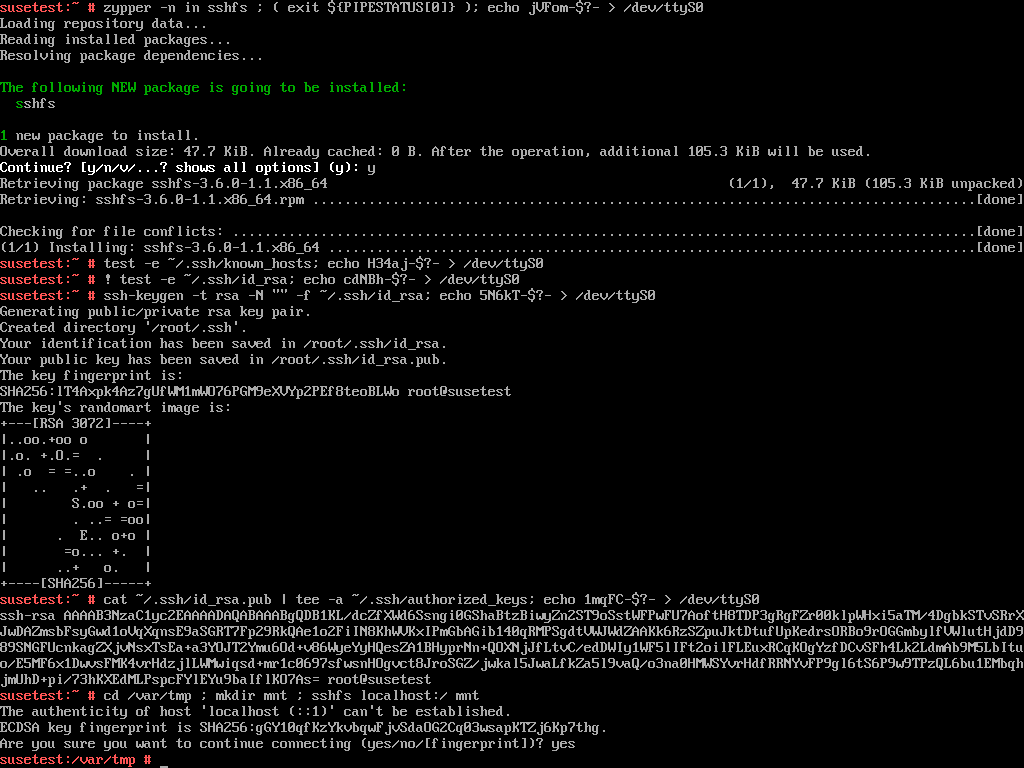 susetest:~ # zypper -n in sshfs ; ( exit ${PIPESTATUS[0]} ); echo jVFom-$?- > /dev/ttyS0
Loading repository data...
Reading installed packages...
Resolving package dependencies...
The following NEW package is going to be installed:
  sshfs
1 new package to install.
Overall download size: 47.7 KiB. Already cached: 0 B. After the operation, additional 105.3 KiB will be used.
Continue? [y/n/v/...? shows all options] (y): y
Retrieving package sshfs-3.6.0-1.1.x86_64 (1/1),  47.7 KiB (105.3 KiB unpacked)
Retrieving: sshfs-3.6.0-1.1.x86_64.rpm ....................................................................................[done]
Checking for file conflicts: ..............................................................................................[done]
(1/1) Installing: sshfs-3.6.0-1.1.x86_64 ..................................................................................[done]
susetest:~ # test -e ~/.ssh/known_hosts; echo H34aj-$?- > /dev/ttyS0
susetest:~ # ! test -e ~/.ssh/id_rsa; echo cdNBh-$?- > /dev/ttyS0
susetest:~ # ssh-keygen -t rsa -N "" -f ~/.ssh/id_rsa; echo 5N6kT-$?- > /dev/ttyS0
Generating public/private rsa key pair.
Created directory '/root/.ssh'.
Your identification has been saved in /root/.ssh/id_rsa.
Your public key has been saved in /root/.ssh/id_rsa.pub.
The key fingerprint is:
SHA256:lT4Axpk4Az7gUfWM1mWO76PGM9eXVYp2PEf8teoBLWo root@susetest
The key's randomart image is:
+---[RSA 3072]----+
|..oo.+oo o       |
|.o. +.O.=  .     |
| .o  = =..o    . |
|   ..   .+  .   =|
|        S.oo + o=|
|        . ..= =oo|
|      .  E.. o+o |
|       =o... +.  |
|      ..+   o.   |
+----[SHA256]-----+
susetest:~ # cat ~/.ssh/id_rsa.pub | tee -a ~/.ssh/authorized_keys; echo 1mqFC-$?- > /dev/ttyS0
ssh-rsa AAAAB3NzaC1yc2EAAAADAQABAAABgQDB1KL/dcZfXWd6Ssngi0GShaBtzBiwyZn2ST9oSstWFPwFU7AoftH8TDP3gRgFZr00klpWHxi5aTM/4DgbkSTvSRrX
JwDAZmsbFsyGwd1oVqXqnsE9aSGRT7Fp29RkQAe1o2FiIN8KhWVKxIPmGbAGib140qRMPSgdtVWJWdZAAKk6RzSZpuJktDtufUpKedrsORBo9rOGGmbylfVWlutHjdD9
89SNGFUcnkagZXjvNsxTsEa+a3YOJT2Ymu6Od+v86WyeYyHQesZA1BHyprNn+QOXNjJfLtvC/edDWIy1WF5lIFt2oilFLEuxRCqKOgYzfDCvSFh4LkZLdmAb9M5LbItu
o/E5MF6x1DwvsFMK4vrHdzjlLWMwiqsd+mr1c0697sfwsnHOgvct8JroSGZ/jwkal5JwaLfkZa5l9vaQ/o3na0HMWSYvrHdfRRNYvFP9gl6tS6P9w9TPzQL6bu1EMbqh
jmUhD+pi/73hKXEdMLPspcFYlEYu9baIflKO7As= root@susetest
susetest:~ # cd /var/tmp ; mkdir mnt ; sshfs localhost:/ mnt
The authenticity of host 'localhost (::1)' can't be established.
ECDSA key fingerprint is SHA256:gGY10qfKzYkvbqwFjvSdaOG2Cq03wsapKTZj6Kp7thg.
Are you sure you want to continue connecting (yes/no/[fingerprint])? yes
susetest:/var/tmp # _